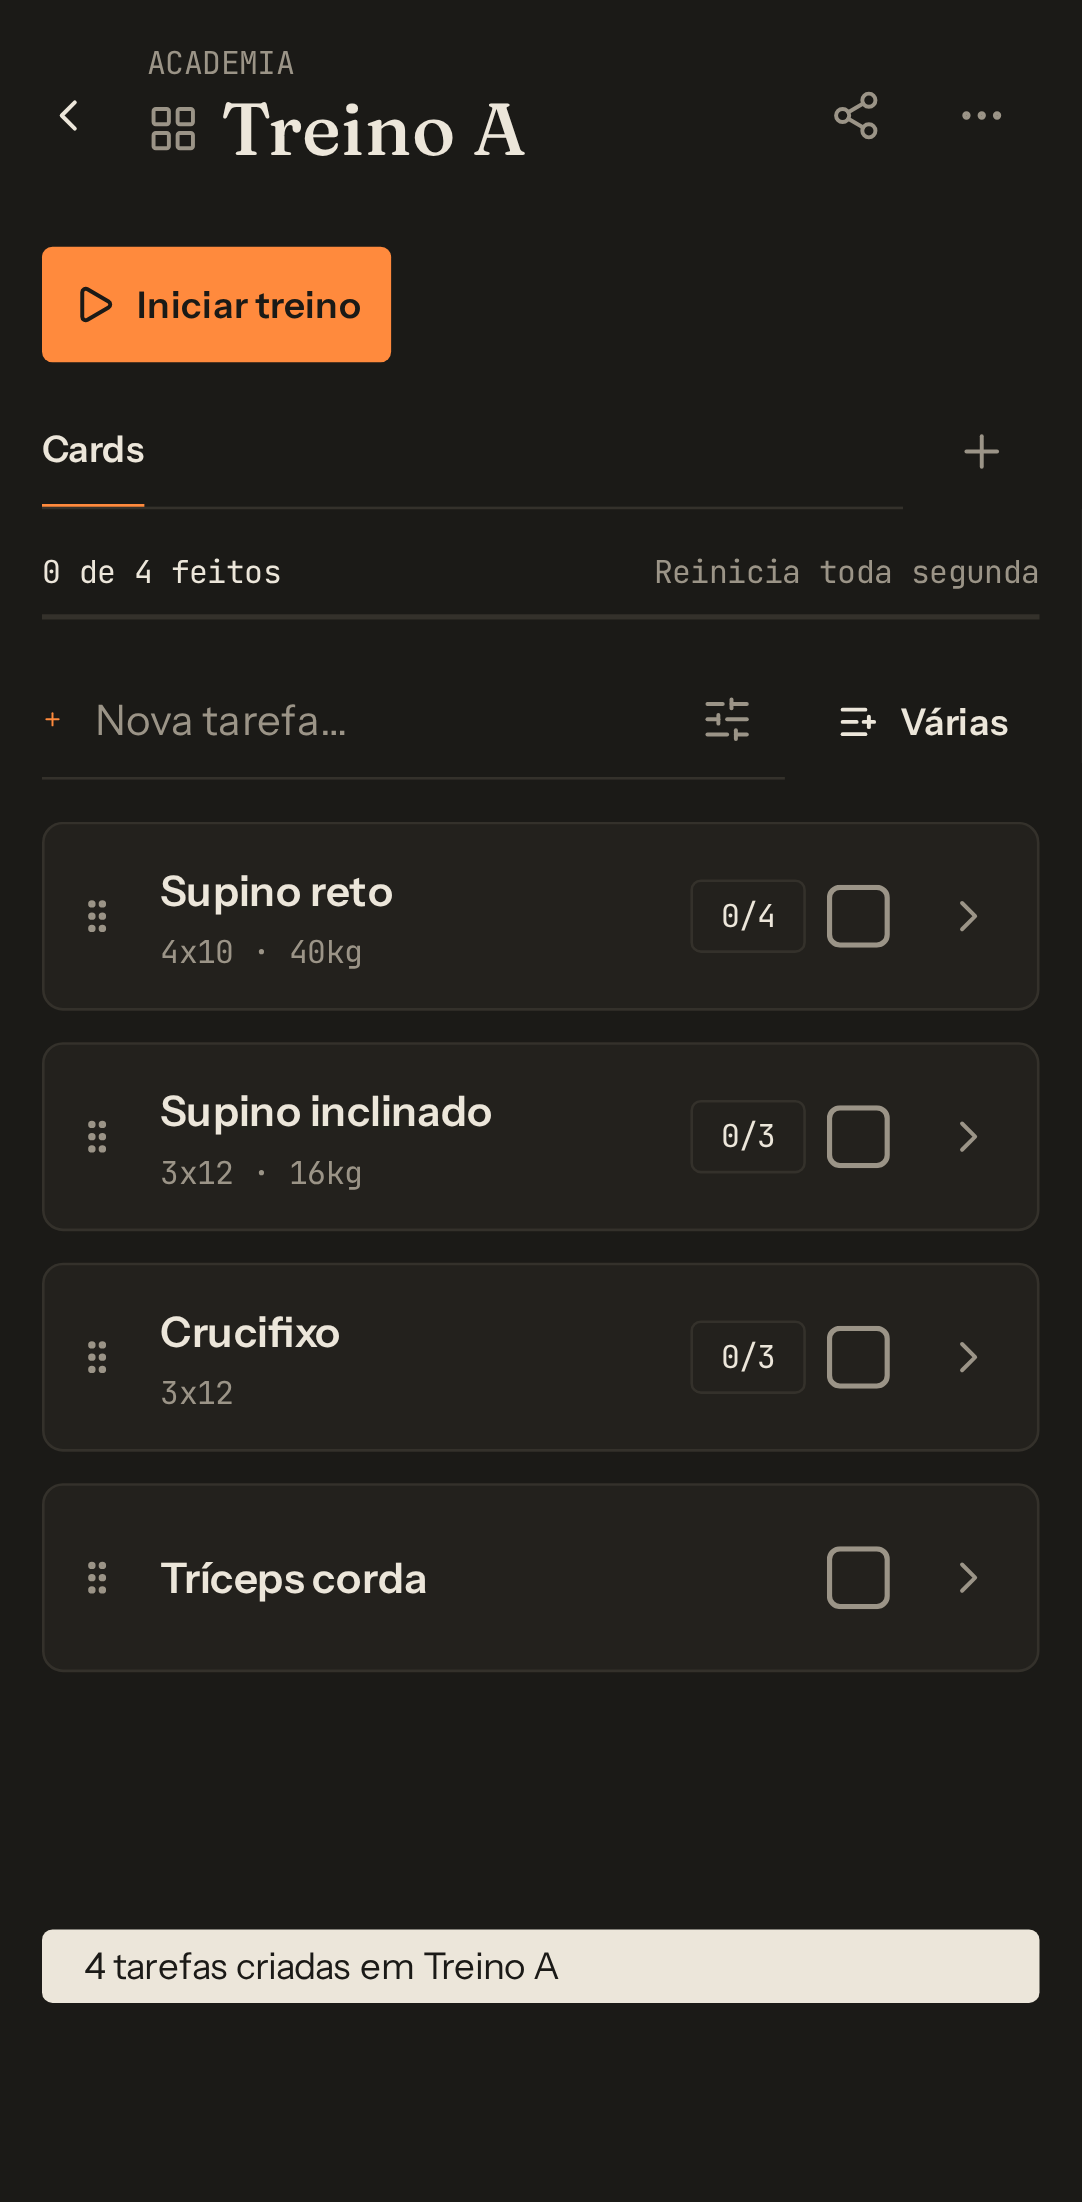 ACADEMIA
Treino A
Iniciar treino
Cards
0 de 4 feitos
Reinicia toda segunda
+ Nova tarefa...
Várias
Supino reto
4x10 · 40kg
0/4
Supino inclinado
3x12 · 16kg
0/3
Crucifixo
3x12
0/3
Tríceps corda
4 tarefas criadas em Treino A